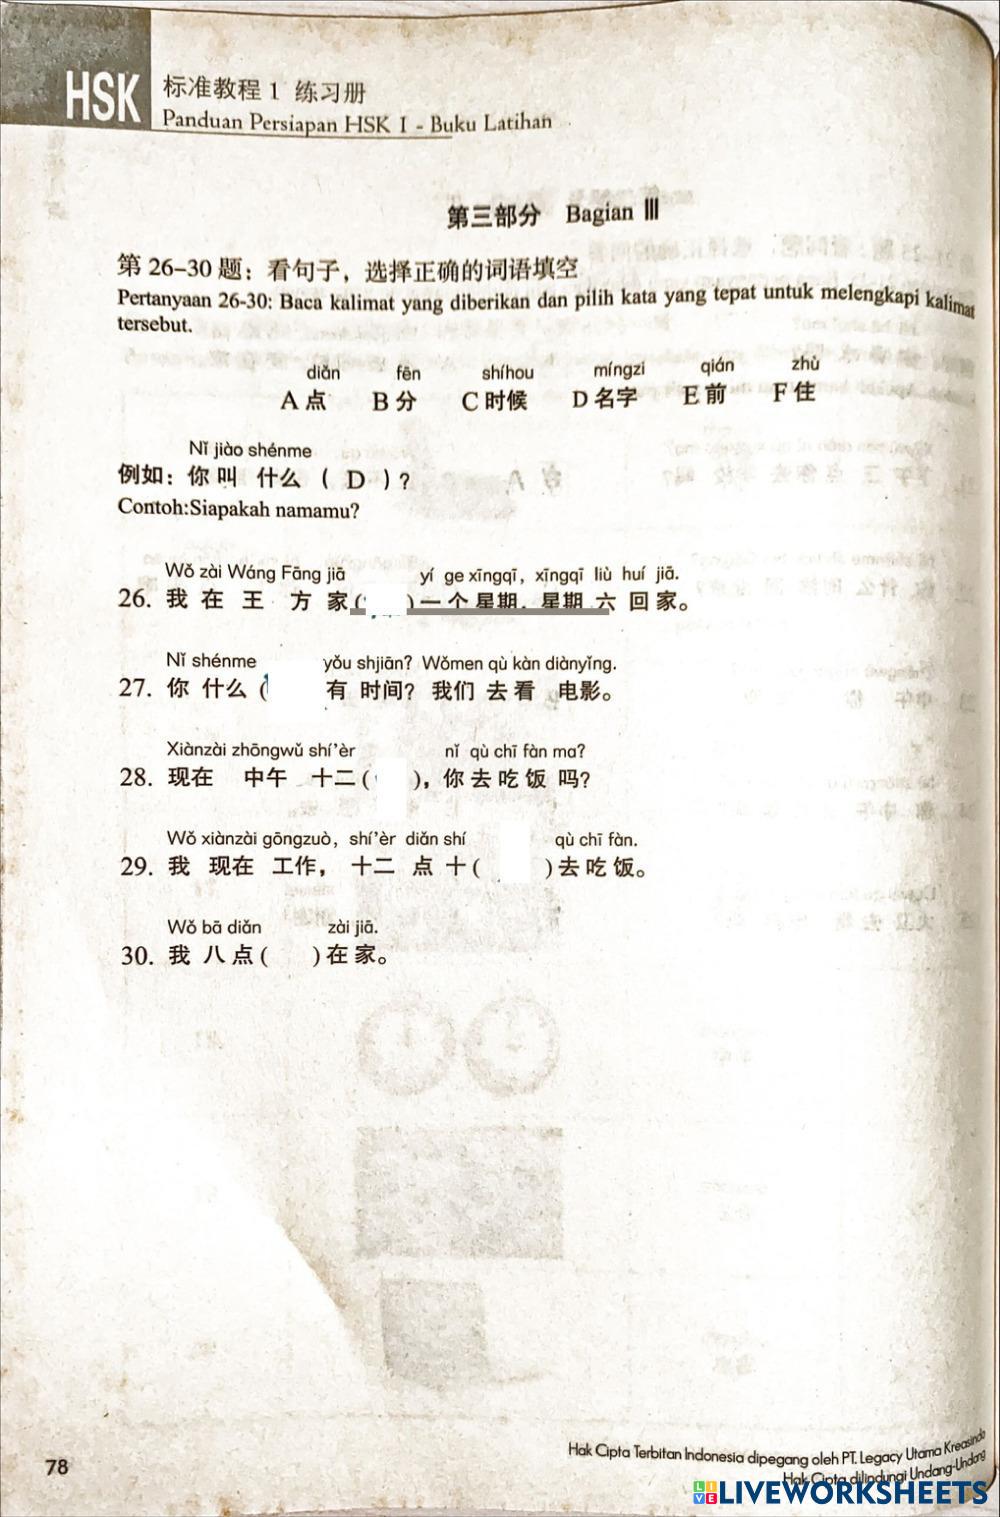 HSK 标准教程 1 练习册
Panduan Persiapan HSK I - Buku Latihan
第三部分 Bagian Ⅲ
第 26-30 题：看句子，选择正确的词语填空
Pertanyaan 26-30: Baca kalimat yang diberikan dan pilih kata yang tepat untuk melengkapi kalimat
tersebut.
diǎn fēn shíhou míngzi qián zhù
A 点 B 分 C 时候 D 名字 E 前 F 住
Nǐ jiào shénme
例如：你 叫 什么 ( D )？
Contoh:Siapakah namamu?
Wǒ zài Wáng Fāng jiā yí ge xīngqī, xīngqī liù huí jiā.
26. 我 在 王 方 家 ( ) 一 个 星期，星期 六 回 家。
Nǐ shénme yǒu shjiān? Wǒmen qù kàn diànyǐng.
27. 你 什么 ( 有 时间？我们 去 看 电影。
Xiànzài zhōngwǔ shí'èr nǐ qù chī fàn ma?
28. 现在 中午 十二 ( )，你 去 吃 饭 吗？
Wǒ xiànzài gōngzuò, shí'èr diǎn shí qù chī fàn.
29. 我 现在 工作，十二 点 十 ( ) 去 吃 饭。
Wǒ bā diǎn zài jiā.
30. 我 八 点 ( ) 在 家。
Hak Cipta Terbitan Indonesia dipegang oleh PT. Legacy Utama Kreasindo
Hak Cipta dilindungi Undang-Undang
78
LIVEWORKSHEETS